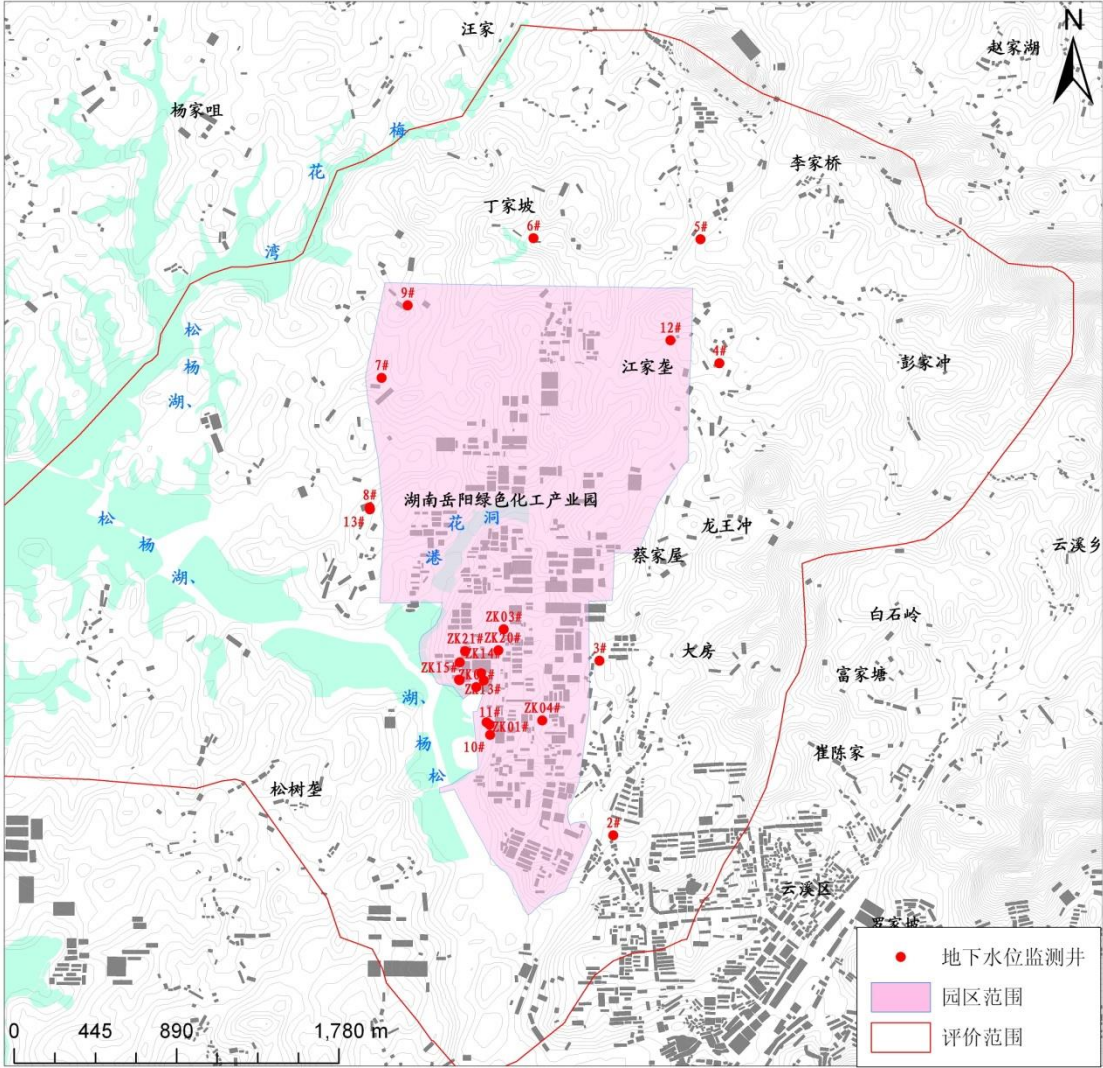 汪家
N
赵家湖
杨家咀
梅
花
湾
李家桥
丁家坡
6#
5#
9#
12#
松
杨
湖、
江家垄
4#
彭家冲
7#
8#
13#
湖南岳阳绿色化工产业园
花 洞
港
松
杨
湖、
龙王冲
蔡家屋
云溪乡
白石岭
ZK03#
ZK21#
ZK20#
ZK14#
ZK15#
ZK13#
3#
大房
富家塘
湖、
杨
松
11#
ZK01#
10#
ZK04#
崔陈家
松树垄
2#
云溪区
罗家坡
地下水位监测井
园区范围
评价范围
0 445 890 1,780 m